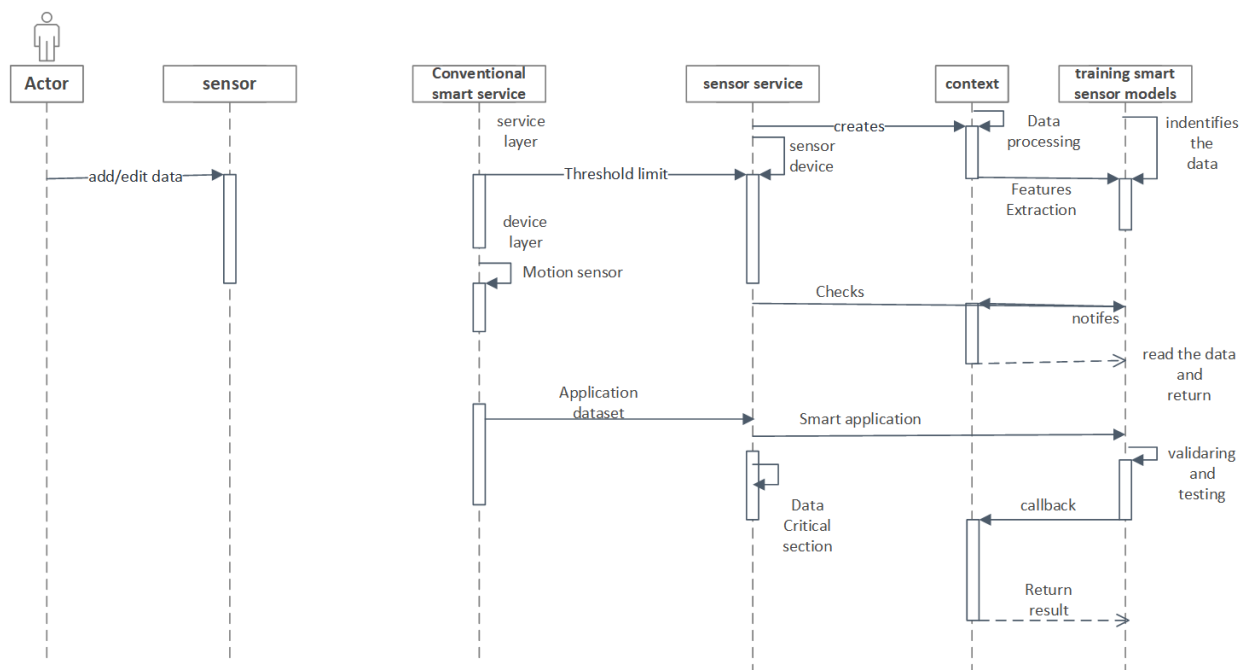 Actor
sensor
Conventional
smart service
sensor service
context
training smart
sensor models
service
layer
creates
Data
processing
indentifies
the
data
sensor
device
add/edit data
Threshold limit
Features
Extraction
device
layer
Motion sensor
Checks
notifes
read the data
and
return
Application
dataset
Smart application
validaring
and
testing
Data
Critical
section
callback
Return
result